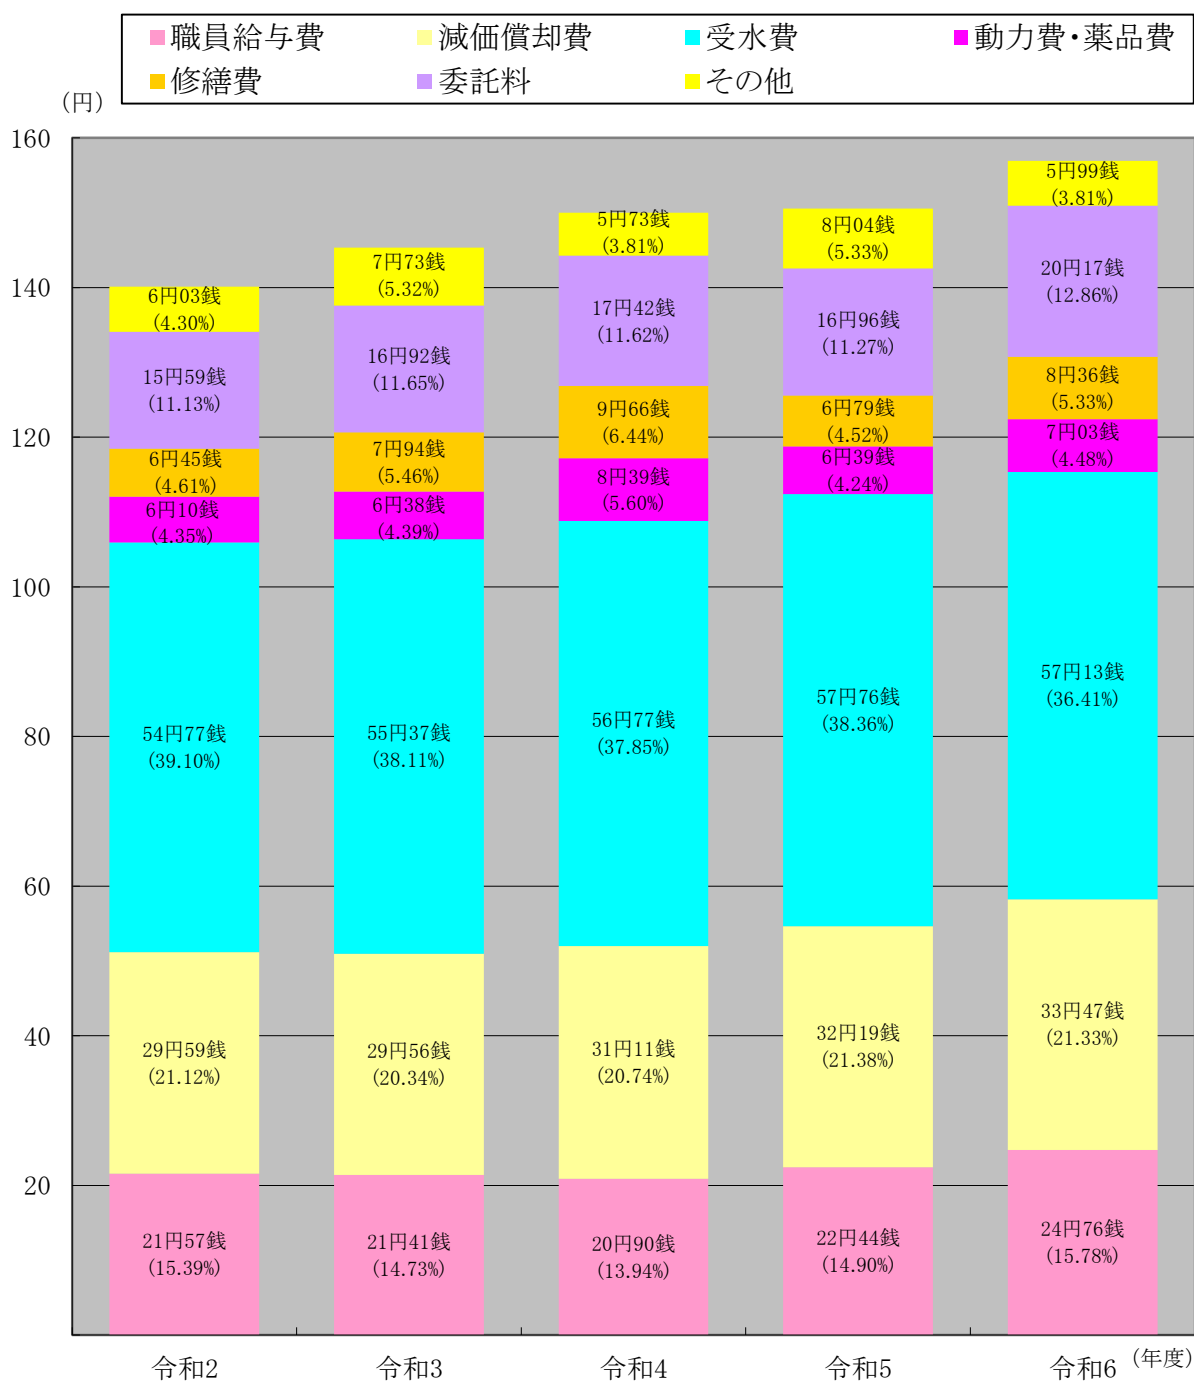 職員給与費 減価償却費 受水費 動力費・薬品費
修繕費 委託料 その他
(円)
160
140
120
100
80
60
40
20
6円03銭
(4.30%)
15円59銭
(11.13%)
6円45銭
(4.61%)
6円10銭
(4.35%)
54円77銭
(39.10%)
29円59銭
(21.12%)
21円57銭
(15.39%)
7円73銭
(5.32%)
16円92銭
(11.65%)
7円94銭
(5.46%)
6円38銭
(4.39%)
55円37銭
(38.11%)
29円56銭
(20.34%)
21円41銭
(14.73%)
5円73銭
(3.81%)
17円42銭
(11.62%)
9円66銭
(6.44%)
8円39銭
(5.60%)
56円77銭
(37.85%)
31円11銭
(20.74%)
20円90銭
(13.94%)
8円04銭
(5.33%)
16円96銭
(11.27%)
6円79銭
(4.52%)
6円39銭
(4.24%)
57円76銭
(38.36%)
32円19銭
(21.38%)
22円44銭
(14.90%)
5円99銭
(3.81%)
20円17銭
(12.86%)
8円36銭
(5.33%)
7円03銭
(4.48%)
57円13銭
(36.41%)
33円47銭
(21.33%)
24円76銭
(15.78%)
令和2 令和3 令和4 令和5 令和6 (年度)